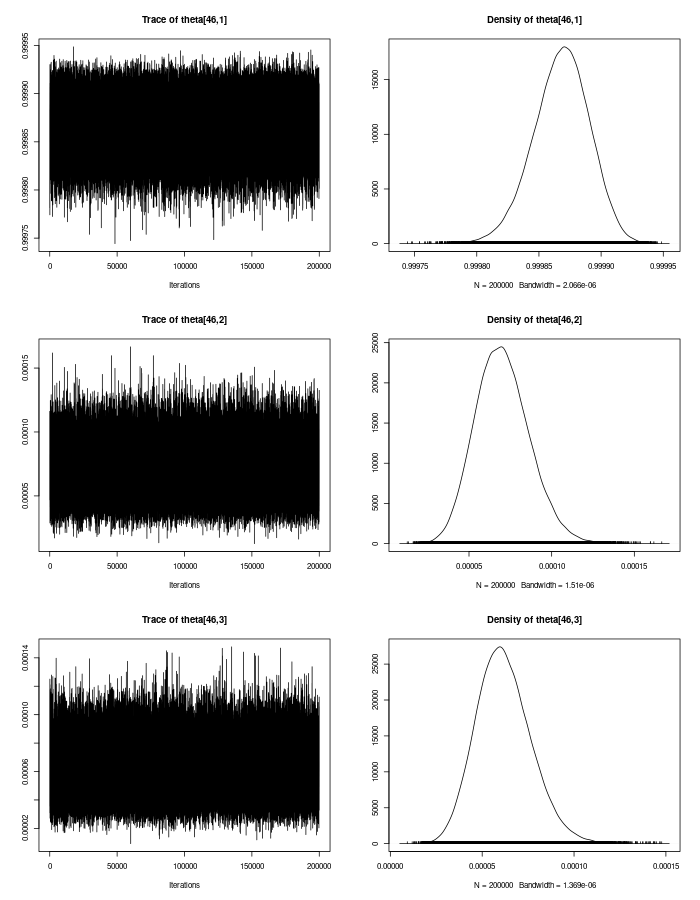 Trace of theta[46,1]
0.99975 0.99980 0.99985 0.99990 0.99995
0 50000 100000 150000 200000
Iterations
Density of theta[46,1]
0 5000 10000 15000
0.99975 0.99980 0.99985 0.99990 0.99995
N = 200000 Bandwidth = 2.066e-06
Trace of theta[46,2]
0.00005 0.00010 0.00015
0 50000 100000 150000 200000
Iterations
Density of theta[46,2]
0 5000 10000 15000 20000 25000
0.00005 0.00010 0.00015
N = 200000 Bandwidth = 1.51e-06
Trace of theta[46,3]
0.00002 0.00006 0.00010 0.00014
0 50000 100000 150000 200000
Iterations
Density of theta[46,3]
0 5000 10000 15000 20000 25000
0.00000 0.00005 0.00010 0.00015
N = 200000 Bandwidth = 1.369e-06